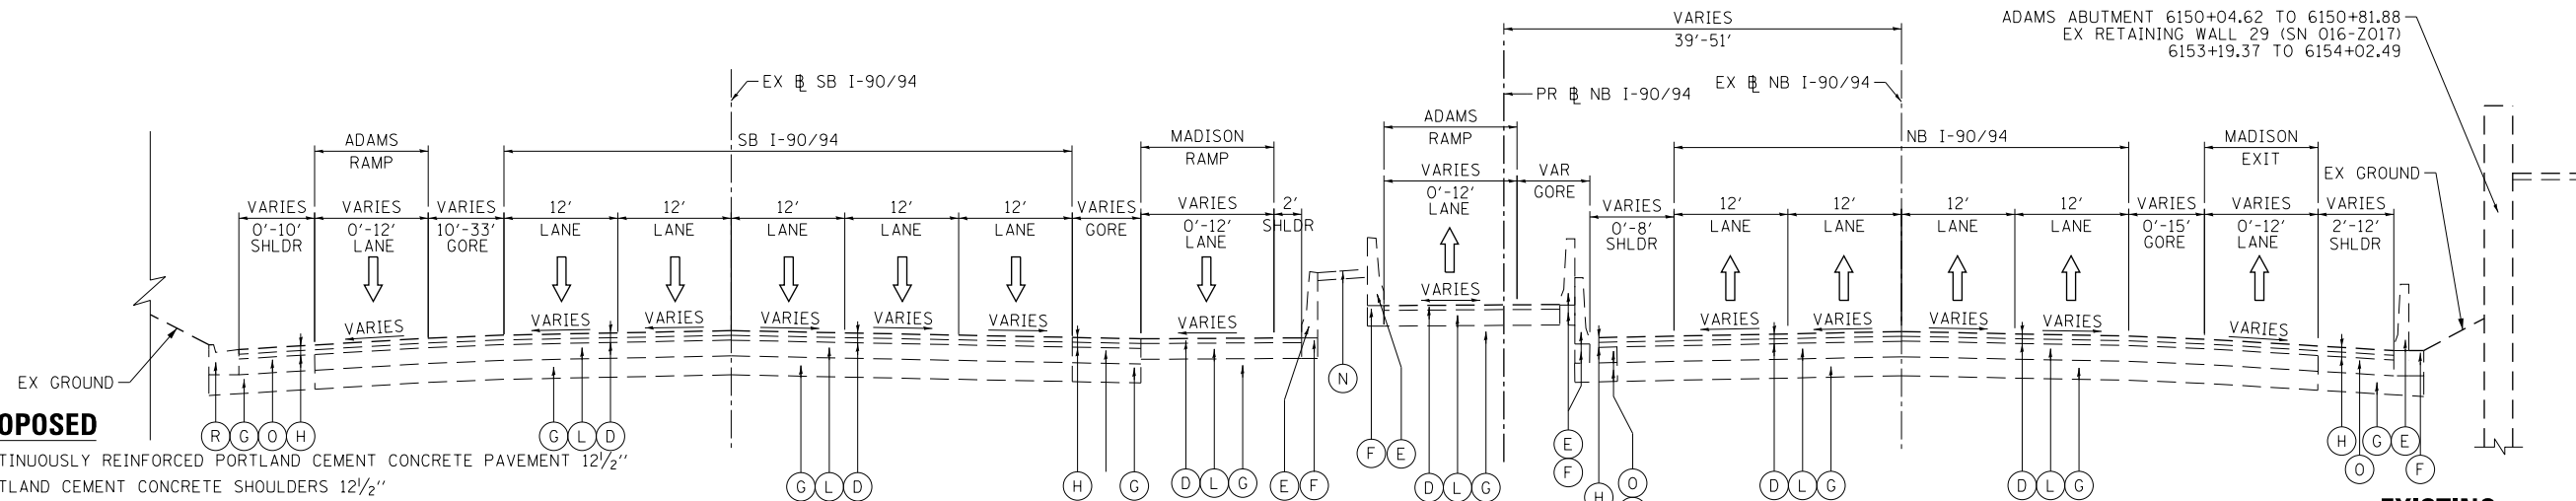 VARIES
39'-51'
ADAMS ABUTMENT 6150+04.62 TO 6150+81.88
EX RETAINING WALL 29 (SN 016-Z017)
6153+19.37 TO 6154+02.49
EX ℄ SB I-90/94
PR ℄ NB I-90/94
EX ℄ NB I-90/94
ADAMS
RAMP
SB I-90/94
MADISON
RAMP
ADAMS
RAMP
NB I-90/94
MADISON
EXIT
EX GROUND
VARIES
0'-10'
SHLDR
VARIES
0'-12'
LANE
VARIES
10'-33'
GORE
12'
LANE
12'
LANE
12'
LANE
12'
LANE
12'
LANE
VARIES
GORE
VARIES
0'-12'
LANE
2'
SHLDR
VARIES
0'-12'
LANE
VAR
GORE
VARIES
0'-8'
SHLDR
12'
LANE
12'
LANE
12'
LANE
12'
LANE
VARIES
0'-15'
GORE
VARIES
0'-12'
LANE
VARIES
2'-12'
SHLDR
VARIES
VARIES
VARIES
VARIES
VARIES
VARIES
VARIES
VARIES
VARIES
VARIES
VARIES
VARIES
VARIES
EX GROUND
R G O H
G L D
G L D
H
G
D L G
E F
N
F E
D L G
E
F
H
O
D L G
D L G
H
O
G E
F
OPOSED
TINUOUSLY REINFORCED PORTLAND CEMENT CONCRETE PAVEMENT 12½''
TLAND CEMENT CONCRETE SHOULDERS 12½''
EXISTING